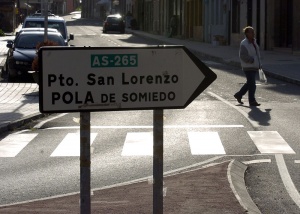 AS-265
Pto. San Lorenzo
POLA DE SOMIEDO